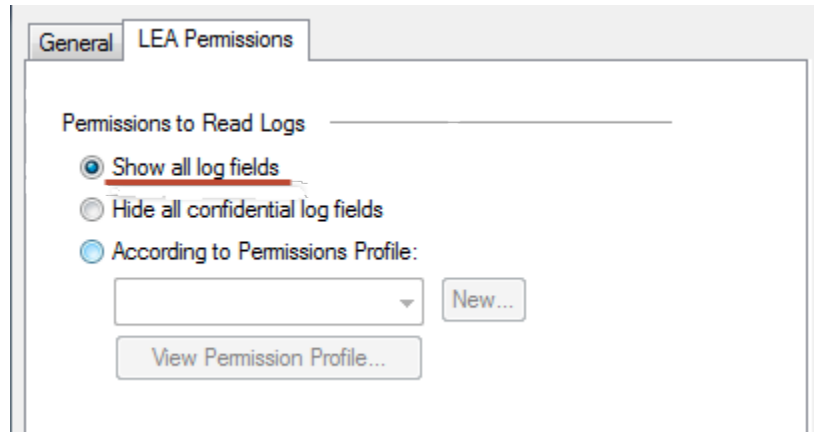 General LEA Permissions
Permissions to Read Logs
Show all log fields
Hide all confidential log fields
According to Permissions Profile:
New...
View Permission Profile...